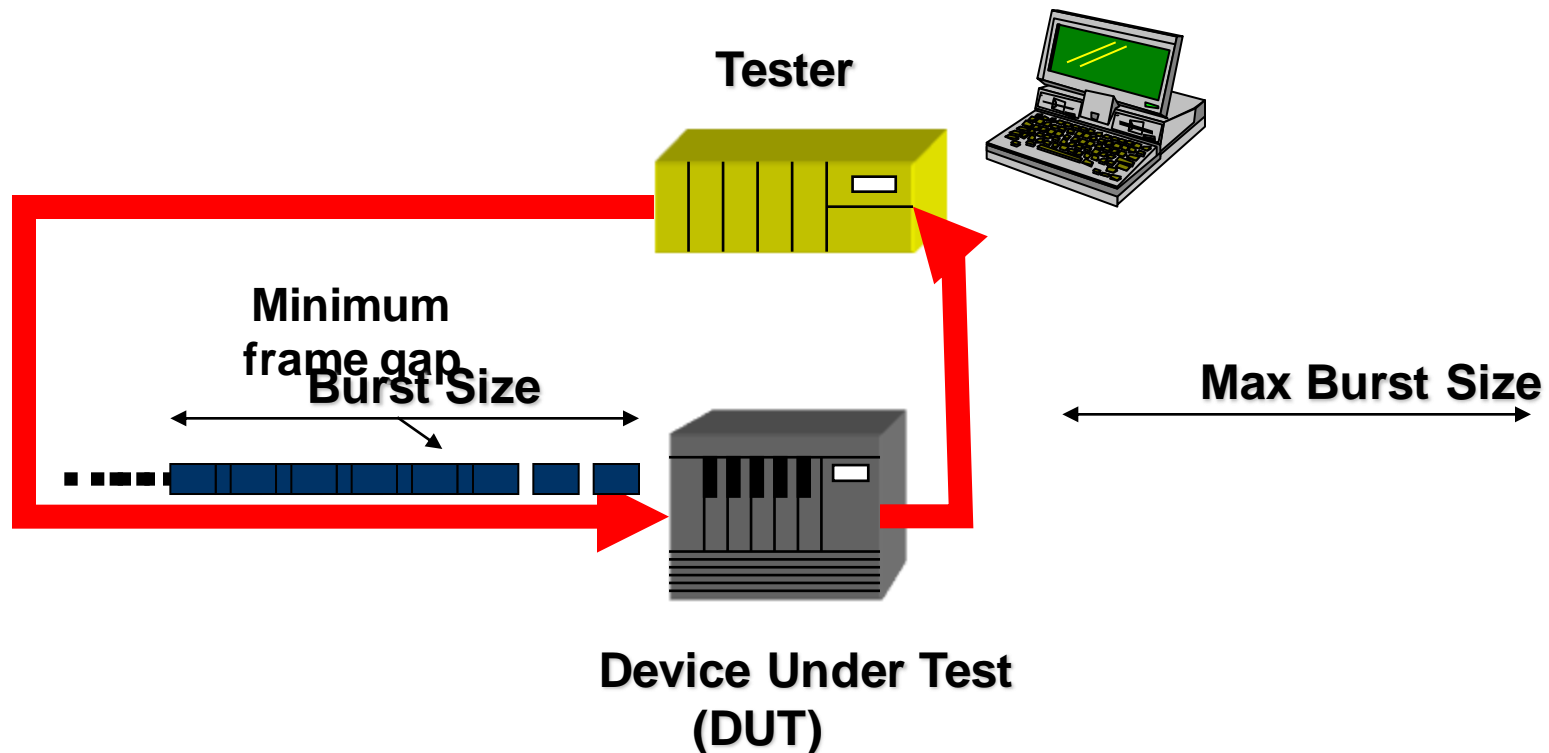 Tester
Minimum
frame gap
Burst Size
Max Burst Size
Device Under Test
(DUT)